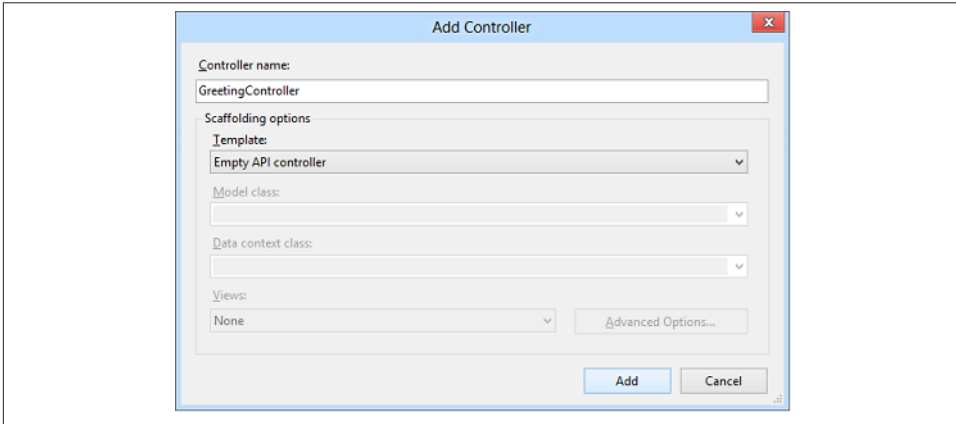 Add Controller
x
Controller name:
GreetingController
Scaffolding options
Template:
Empty API controller
Model class:
Data context class:
Views:
None
Advanced Options...
Add
Cancel